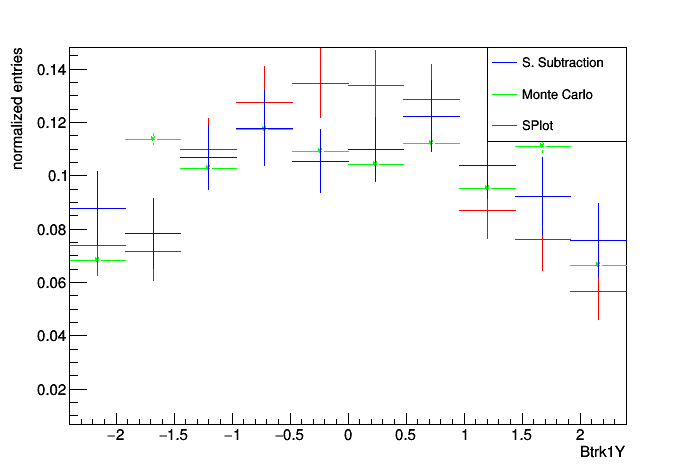 normalized entries
0.14
0.12
0.1
0.08
0.06
0.04
0.02
S. Subtraction
Monte Carlo
SPlot
−2 −1.5 −1 −0.5 0 0.5 1 1.5 2
Btrk1Y